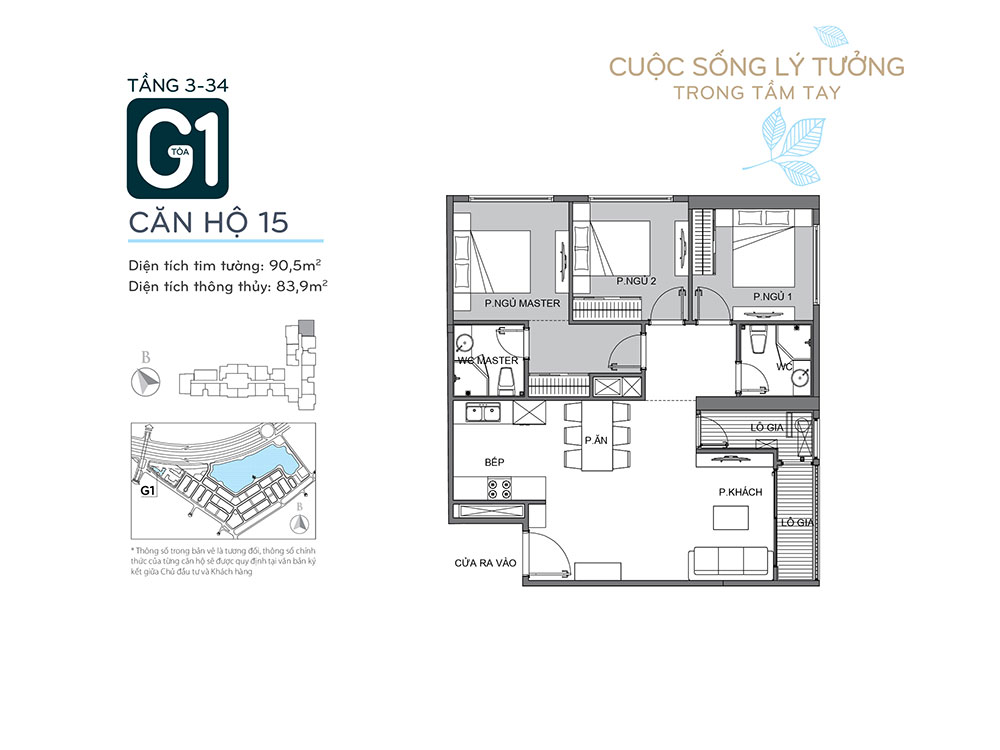 CUỘC SỐNG LÝ TƯỞNG
TRONG TẦM TAY
TẦNG 3-34
G1
TÒA
CĂN HỘ 15
Diện tích tim tường: 90,5m²
Diện tích thông thủy: 83,9m²
B
G1
B
* Thông số trong bản vẽ là tương đối, thông số chính
thức của từng căn hộ sẽ được quy định tại văn bản ký
kết giữa Chủ đầu tư và Khách hàng
P.NGỦ MASTER
P.NGỦ 2
P.NGỦ 1
WC MASTER
WC
LÔ GIA
P.ĂN
BẾP
P.KHÁCH
LÔ GIA
CỬA RA VÀO